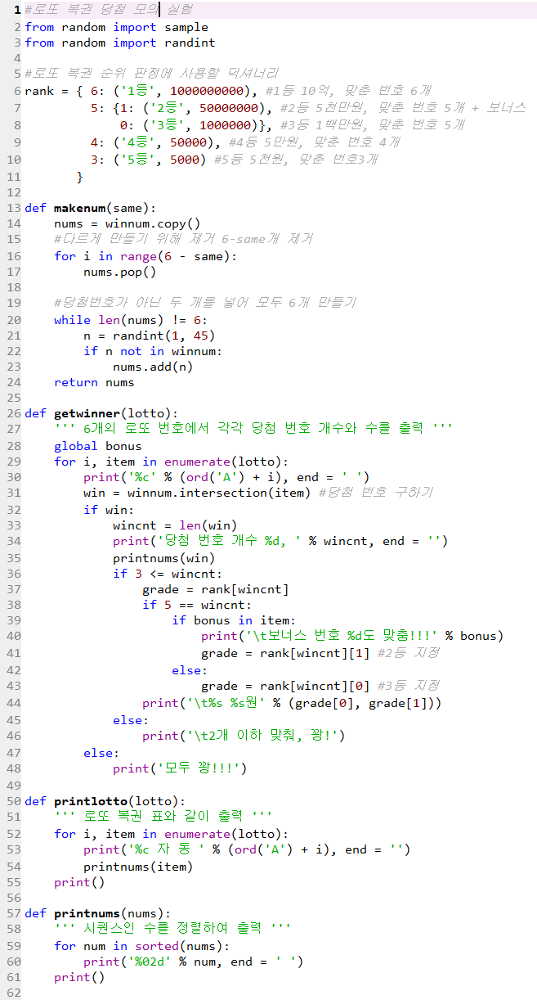 1 #로또 복권 당첨 모의 실험
2 from random import sample
3 from random import randint
4
5 #로또 복권 순위 판정에 사용할 딕셔너리
6 rank = { 6: ('1등', 1000000000), #1등 10억, 맞춘 번호 6개
7          5: {1: ('2등', 50000000), #2등 5천만원, 맞춘 번호 5개 + 보너스
8              0: ('3등', 1000000)}, #3등 1백만원, 맞춘 번호 5개
9          4: ('4등', 50000), #4등 5만원, 맞춘 번호 4개
10          3: ('5등', 5000) #5등 5천원, 맞춘 번호3개
11        }
12
13 def makenum(same):
14     nums = winnum.copy()
15     #다르게 만들기 위해 제거 6-same개 제거
16     for i in range(6 - same):
17         nums.pop()
18
19     #당첨번호가 아닌 두 개를 넣어 모두 6개 만들기
20     while len(nums) != 6:
21         n = randint(1, 45)
22         if n not in winnum:
23             nums.add(n)
24     return nums
25
26 def getwinner(lotto):
27     ''' 6개의 로또 번호에서 각각 당첨 번호 개수와 수를 출력 '''
28     global bonus
29     for i, item in enumerate(lotto):
30         print('%c' % (ord('A') + i), end = ' ')
31         win = winnum.intersection(item) #당첨 번호 구하기
32         if win:
33             wincnt = len(win)
34             print('당첨 번호 개수 %d, ' % wincnt, end = '')
35             printnums(win)
36             if 3 <= wincnt:
37                 grade = rank[wincnt]
38                 if 5 == wincnt:
39                     if bonus in item:
40                         print('\t보너스 번호 %d도 맞춤!!!' % bonus)
41                         grade = rank[wincnt][1] #2등 지정
42                     else:
43                         grade = rank[wincnt][0] #3등 지정
44                 print('\t%s %s원' % (grade[0], grade[1]))
45             else:
46                 print('\t2개 이하 맞춰, 꽝!')
47         else:
48             print('모두 꽝!!!')
49
50 def printlotto(lotto):
51     ''' 로또 복권 표와 같이 출력 '''
52     for i, item in enumerate(lotto):
53         print('%c 자 동 ' % (ord('A') + i), end = '')
54         printnums(item)
55     print()
56
57 def printnums(nums):
58     ''' 시퀀스인 수를 정렬하여 출력 '''
59     for num in sorted(nums):
60         print('%02d' % num, end = ' ')
61     print()
62